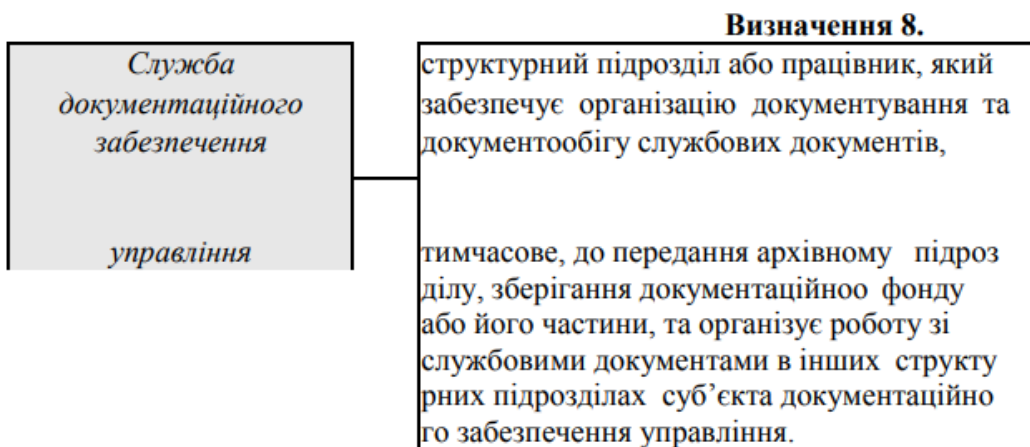 Визначення 8.
Служба
документаційного
забезпечення
управління
структурний підрозділ або працівник, який
забезпечує організацію документування та
документообігу службових документів,
тимчасове, до передання архівному підроз
ділу, зберігання документаційноо фонду
або його частини, та організує роботу зі
службовими документами в інших структу
рних підрозділах суб’єкта документаційно
го забезпечення управління.